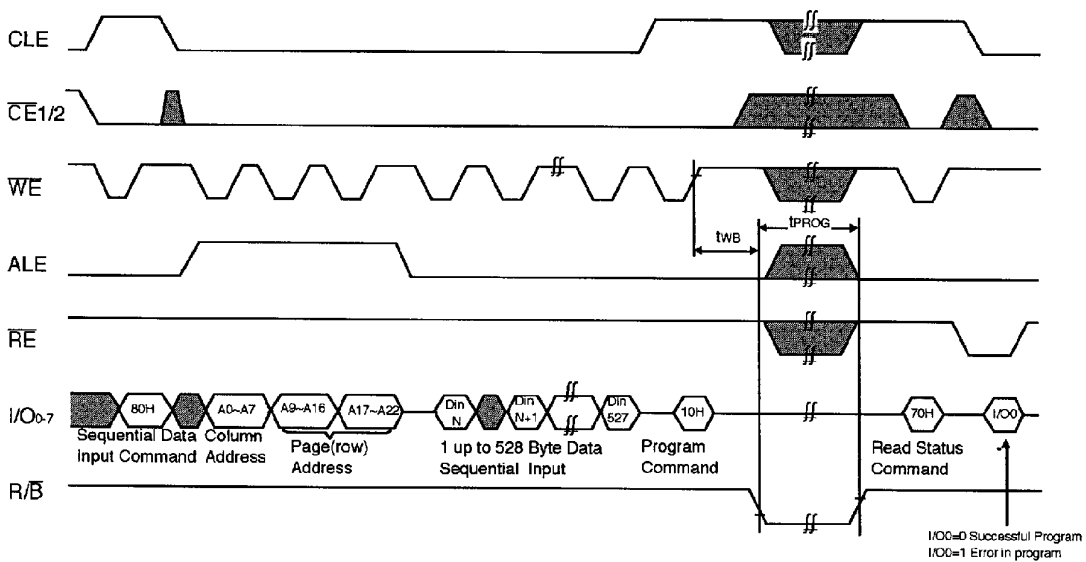 CLE
CE1/2
WE
tPROG
tWB
ALE
RE
I/O0-7
80H
A0~A7
A9~A16
A17~A22
Din
N
Din
N+1
Din
527
10H
70H
I/O0
Sequential Data
Input Command
Column
Address
Page(row)
Address
1 up to 528 Byte Data
Sequential Input
Program
Command
Read Status
Command
R/B
I/O0=0 Successful Program
I/O0=1 Error in program